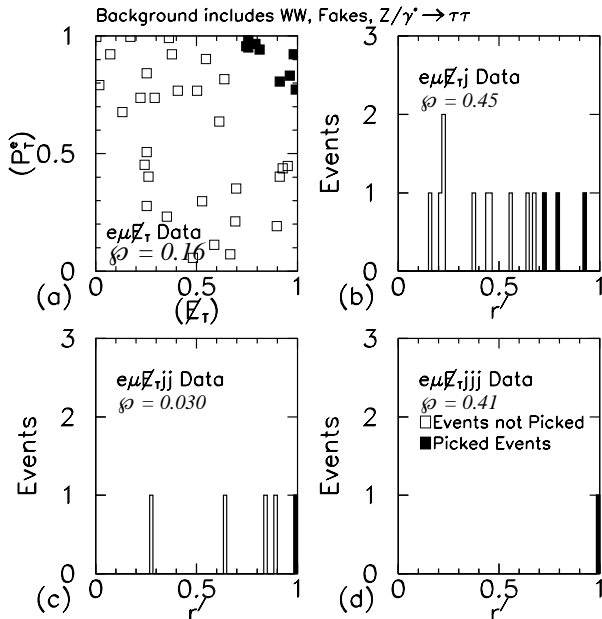 Background includes WW, Fakes, Z/γ*→ττ
(Pᵉ_T)
1
0.5
0
eμE̸_T Data
℘ = 0.16
0 0.5 1
(a)
(E̸_T)
Events
3
2
1
0
eμE̸_Tj Data
℘ = 0.45
0 0.5 1
(b)
r′
Events
3
2
1
0
eμE̸_Tjj Data
℘ = 0.030
0 0.5 1
(c)
r′
Events
3
2
1
0
eμE̸_Tjjj Data
℘ = 0.41
Events not Picked
Picked Events
0 0.5 1
(d)
r′